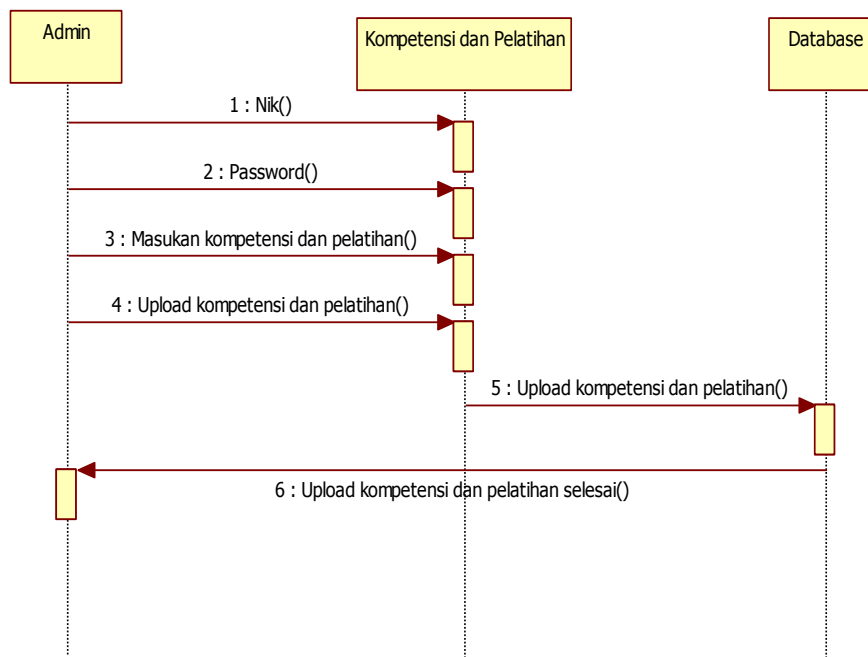 Admin
Kompetensi dan Pelatihan
Database
1 : Nik()
2 : Password()
3 : Masukan kompetensi dan pelatihan()
4 : Upload kompetensi dan pelatihan()
5 : Upload kompetensi dan pelatihan()
6 : Upload kompetensi dan pelatihan selesai()